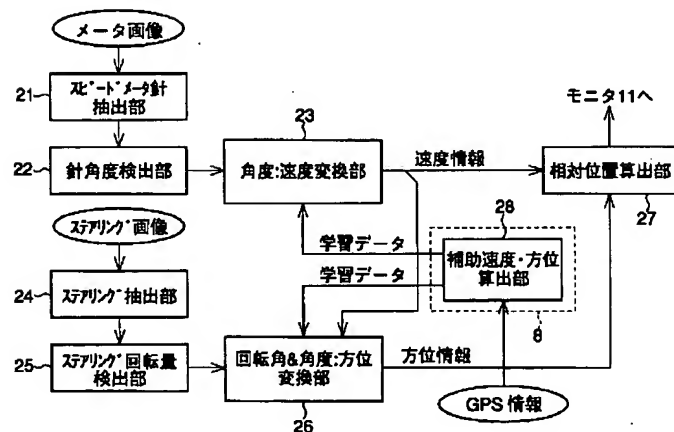 メータ画像
21
スピードメータ針
抽出部
22
針角度検出部
23
角度:速度変換部
速度情報
モニタ11へ
相対位置算出部
27
ステアリング画像
24
ステアリング抽出部
25
ステアリング回転量
検出部
学習データ
学習データ
28
補助速度・方位
算出部
8
回転角&角度:方位
変換部
26
方位情報
GPS情報